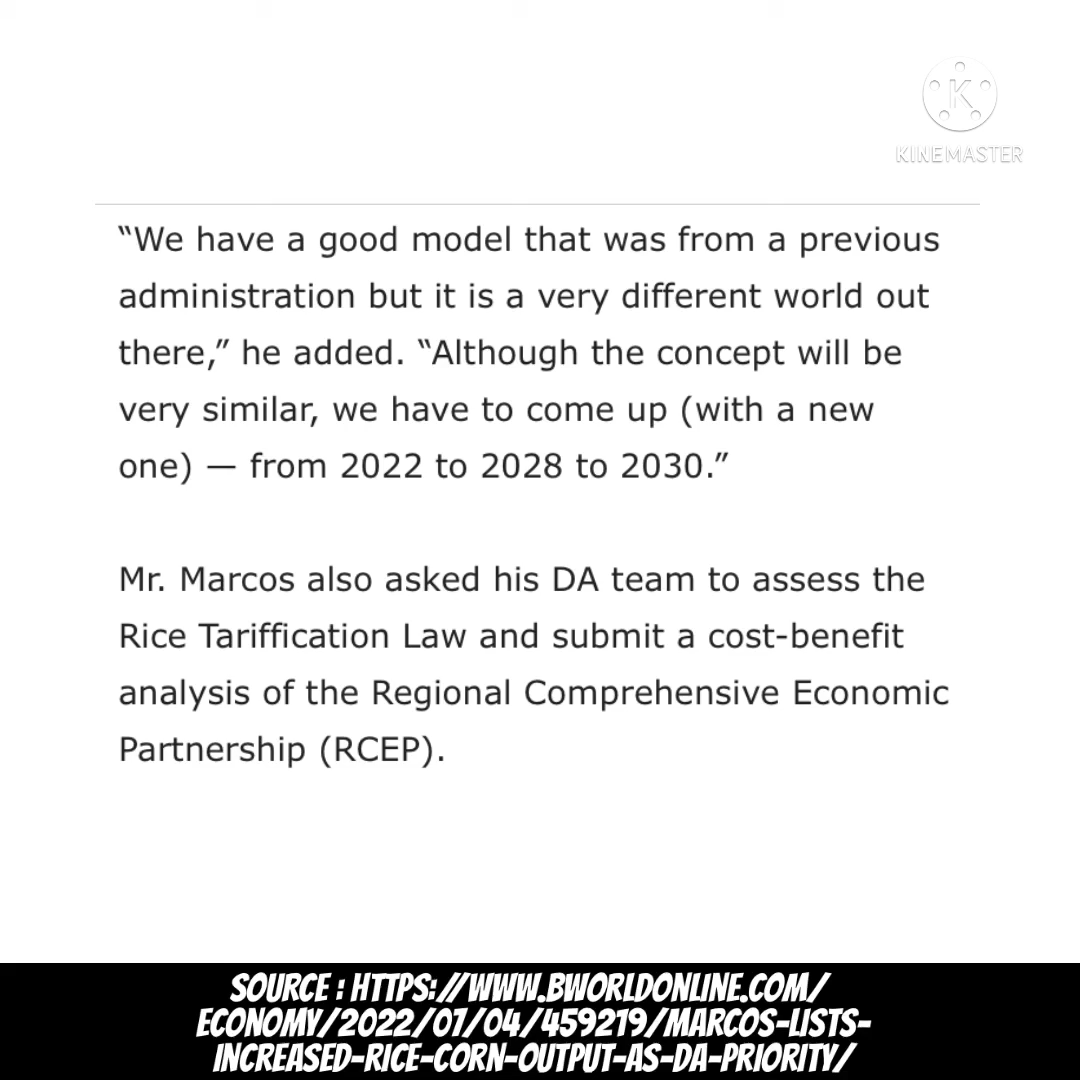 KINEMASTER
“We have a good model that was from a previous
administration but it is a very different world out
there,” he added. “Although the concept will be
very similar, we have to come up (with a new
one) — from 2022 to 2028 to 2030.”
Mr. Marcos also asked his DA team to assess the
Rice Tariffication Law and submit a cost-benefit
analysis of the Regional Comprehensive Economic
Partnership (RCEP).
SOURCE : HTTPS://WWW.BWORLDONLINE.COM/
ECONOMY/2022/07/04/459219/MARCOS-LISTS-
INCREASED-RICE-CORN-OUTPUT-AS-DA-PRIORITY/